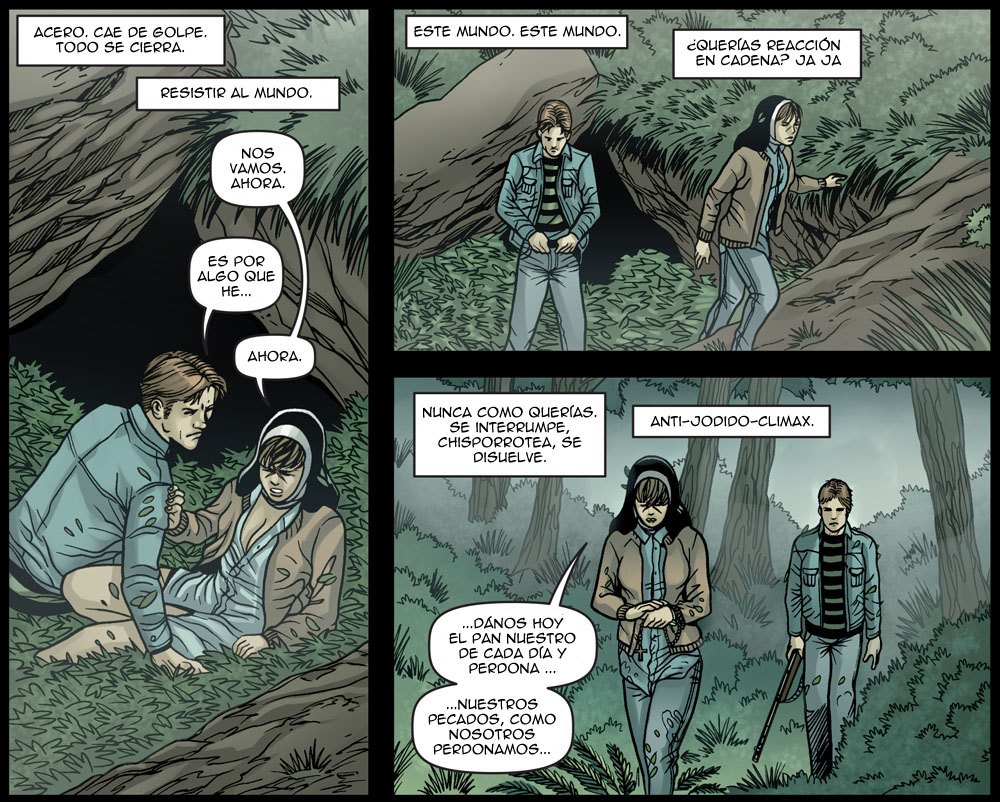 ACERO. CAE DE GOLPE.
TODO SE CIERRA.
RESISTIR AL MUNDO.
NOS
VAMOS.
AHORA.
ES POR
ALGO QUE
HE...
AHORA.
ESTE MUNDO. ESTE MUNDO.
¿QUERÍAS REACCIÓN
EN CADENA? JA JA
NUNCA COMO QUERÍAS.
SE INTERRUMPE,
CHISPORROTEA, SE
DISUELVE.
ANTI-JODIDO-CLIMAX.
...DÁNOS HOY
EL PAN NUESTRO
DE CADA DÍA Y
PERDONA ...
...NUESTROS
PECADOS, COMO
NOSOTROS
PERDONAMOS...